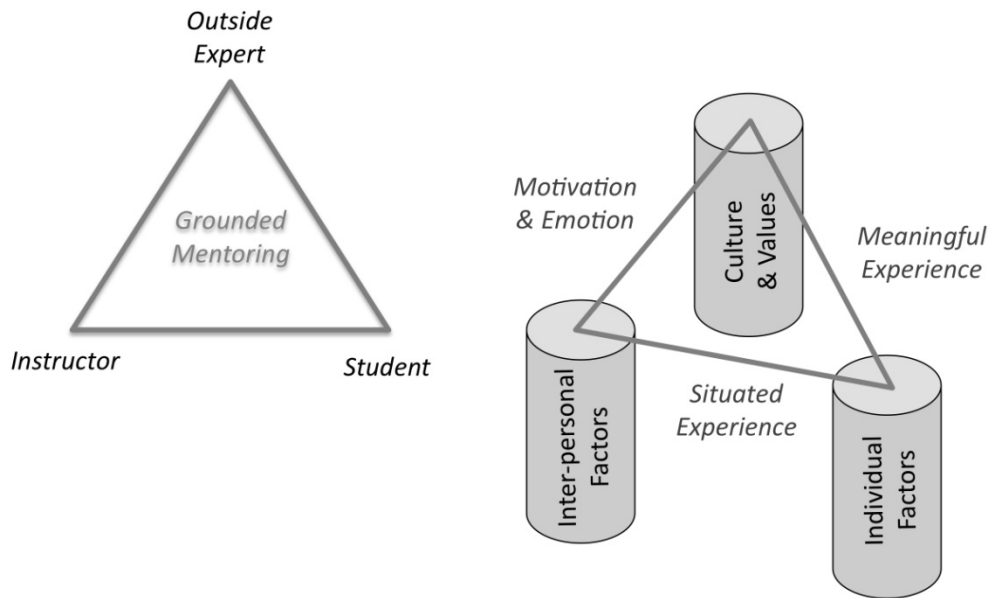 Outside
Expert
Grounded
Mentoring
Instructor
Student
Motivation
& Emotion
Culture
& Values
Meaningful
Experience
Situated
Experience
Inter-personal
Factors
Individual
Factors